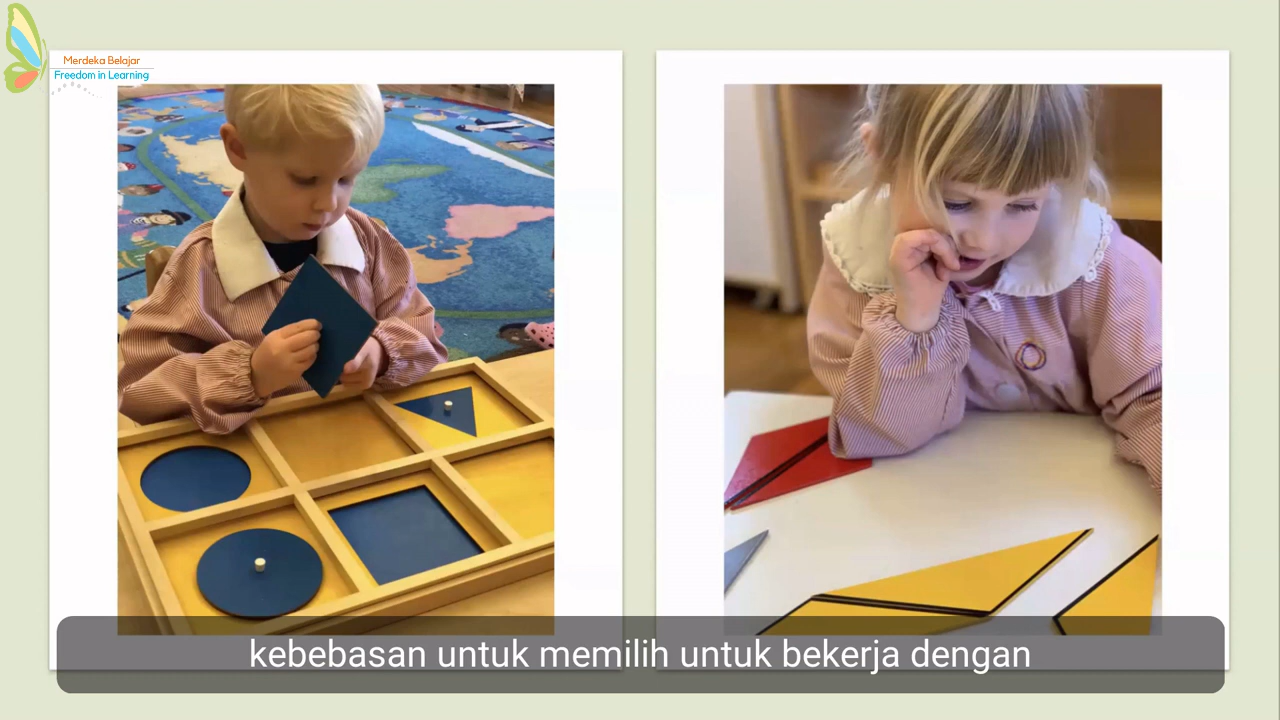 Merdeka Belajar
Freedom in Learning
kebebasan untuk memilih untuk bekerja dengan